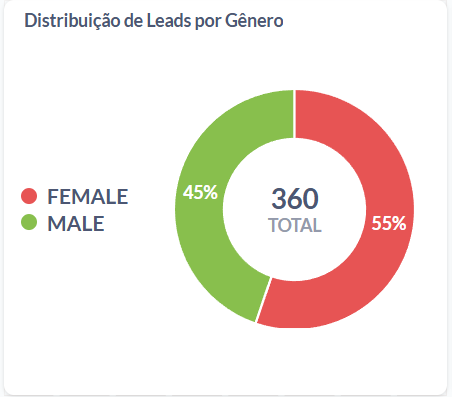 Distribuição de Leads por Gênero
FEMALE
MALE
45%
360
TOTAL
55%